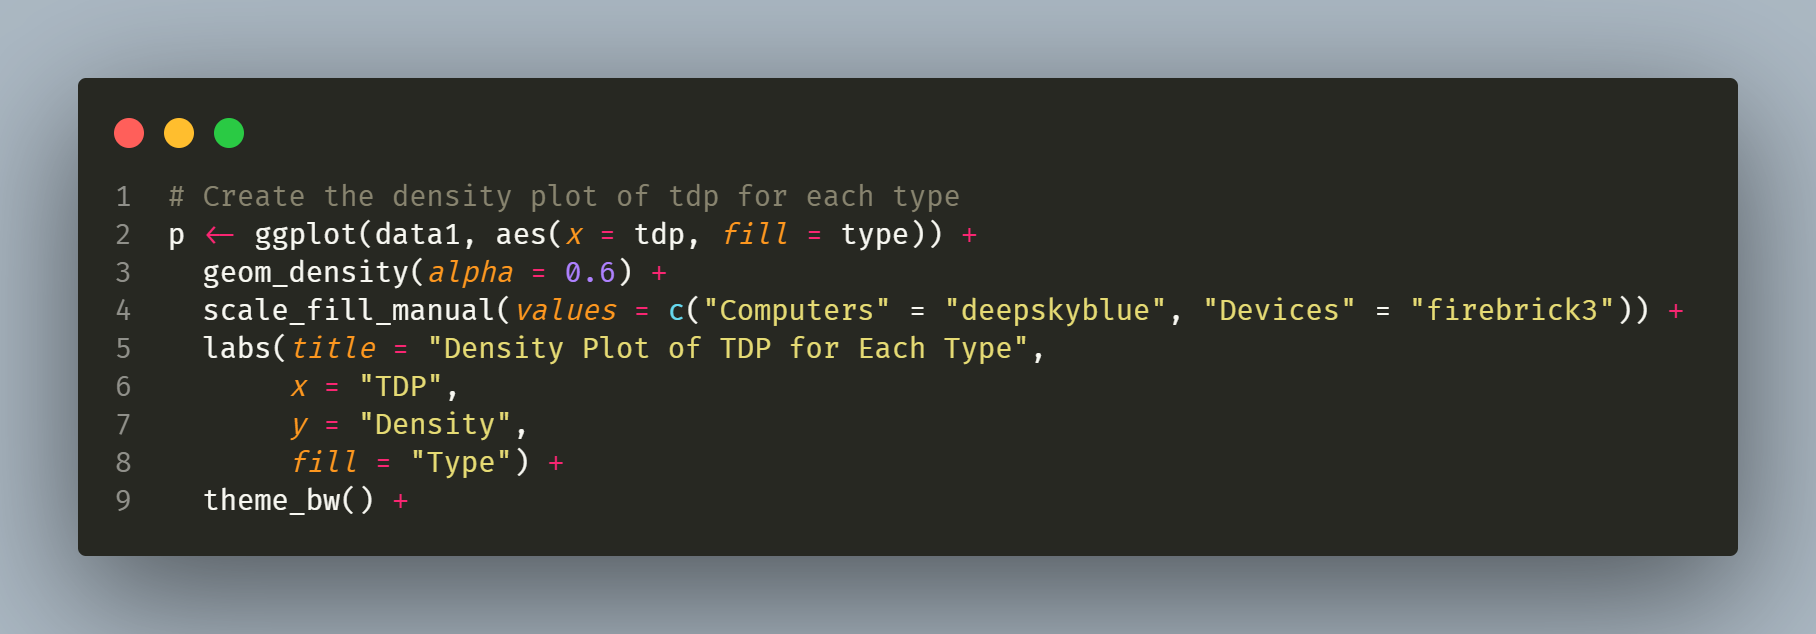 1 # Create the density plot of tdp for each type
2 p <- ggplot(data1, aes(x = tdp, fill = type)) +
3   geom_density(alpha = 0.6) +
4   scale_fill_manual(values = c("Computers" = "deepskyblue", "Devices" = "firebrick3")) +
5   labs(title = "Density Plot of TDP for Each Type",
6        x = "TDP",
7        y = "Density",
8        fill = "Type") +
9   theme_bw() +